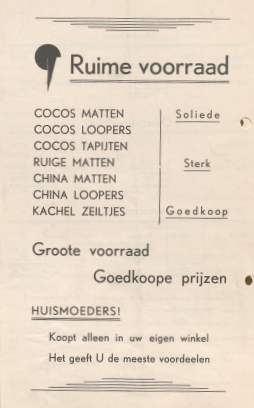 Ruime voorraad
COCOS MATTEN
COCOS LOOPERS
COCOS TAPIJTEN
RUIGE MATTEN
CHINA MATTEN
CHINA LOOPERS
KACHEL ZEILTJES
Soliede
Sterk
Goedkoop
Groote voorraad
Goedkoope prijzen
HUISMOEDERS!
Koopt alleen in uw eigen winkel
Het geeft U de meeste voordeelen